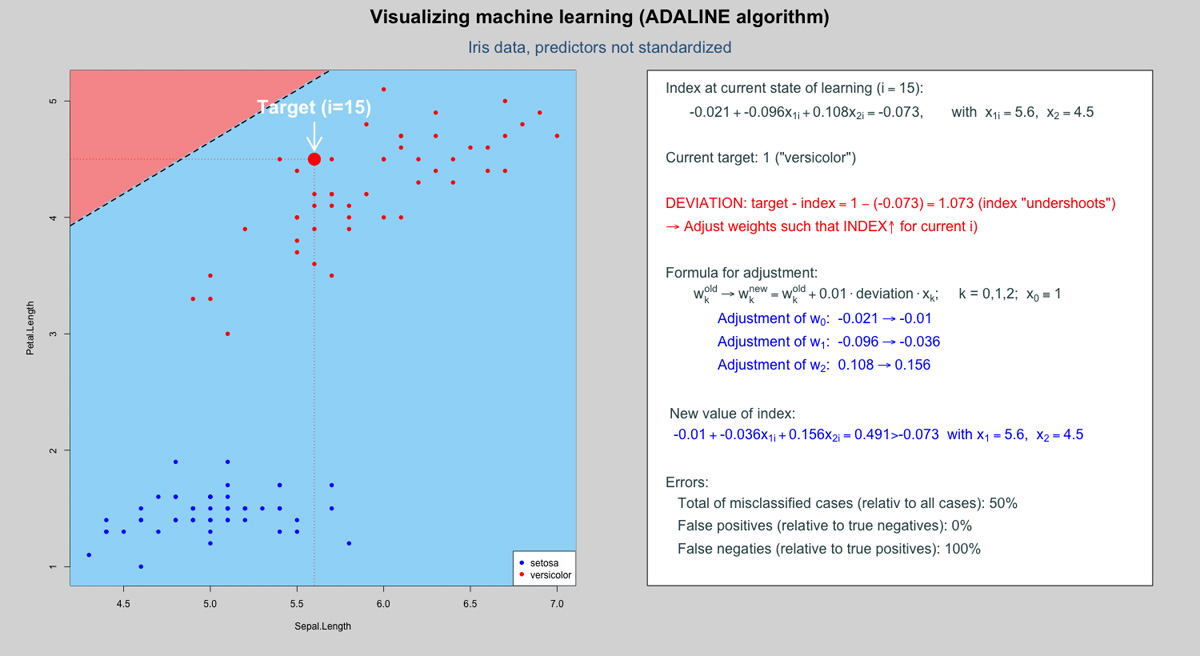 Visualizing machine learning (ADALINE algorithm)
Iris data, predictors not standardized
Target (i=15)
Petal.Length
5
4
3
2
1
4.5 5.0 5.5 6.0 6.5 7.0
Sepal.Length
setosa
versicolor
Index at current state of learning (i = 15):
-0.021 + -0.096x₁ᵢ + 0.108x₂ᵢ = -0.073, with x₁ᵢ = 5.6, x₂ = 4.5
Current target: 1 ("versicolor")
DEVIATION: target - index = 1 − (-0.073) = 1.073 (index "undershoots")
→ Adjust weights such that INDEX↑ for current i)
Formula for adjustment:
wₖᵒˡᵈ → wₖⁿᵉʷ = wₖᵒˡᵈ + 0.01 · deviation · xₖ; k = 0,1,2; x₀ ≡ 1
Adjustment of w₀: -0.021 → -0.01
Adjustment of w₁: -0.096 → -0.036
Adjustment of w₂: 0.108 → 0.156
New value of index:
-0.01 + -0.036x₁ᵢ + 0.156x₂ᵢ = 0.491>-0.073 with x₁ = 5.6, x₂ = 4.5
Errors:
Total of misclassified cases (relativ to all cases): 50%
False positives (relative to true negatives): 0%
False negaties (relative to true positives): 100%